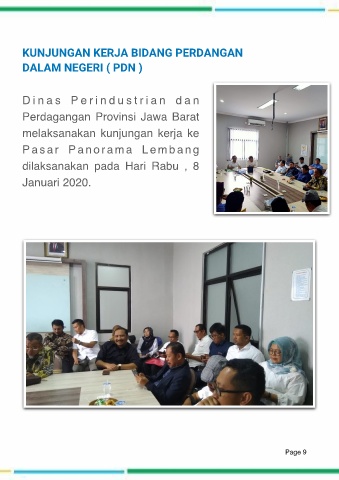 KUNJUNGAN KERJA BIDANG PERDANGAN
DALAM NEGERI ( PDN )
Dinas Perindustrian dan
Perdagangan Provinsi Jawa Barat
melaksanakan kunjungan kerja ke
Pasar Panorama Lembang
dilaksanakan pada Hari Rabu , 8
Januari 2020.
Page 9